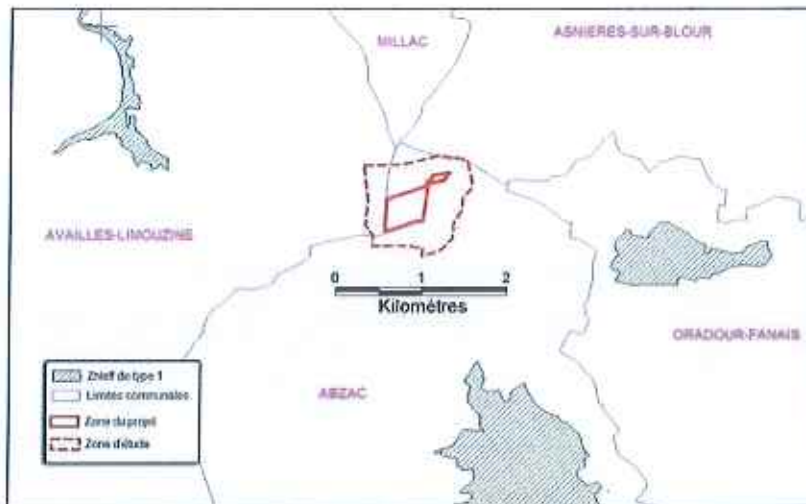 MILLAC
ASNIERES-SUR-BLOUR
AVAILLES-LIMOUZINE
0 1 2
Kilomètres
ORADOUR-FANAIS
ABZAC
Znieff de type 1
Limites communales
Zone du projet
Zone d'étude